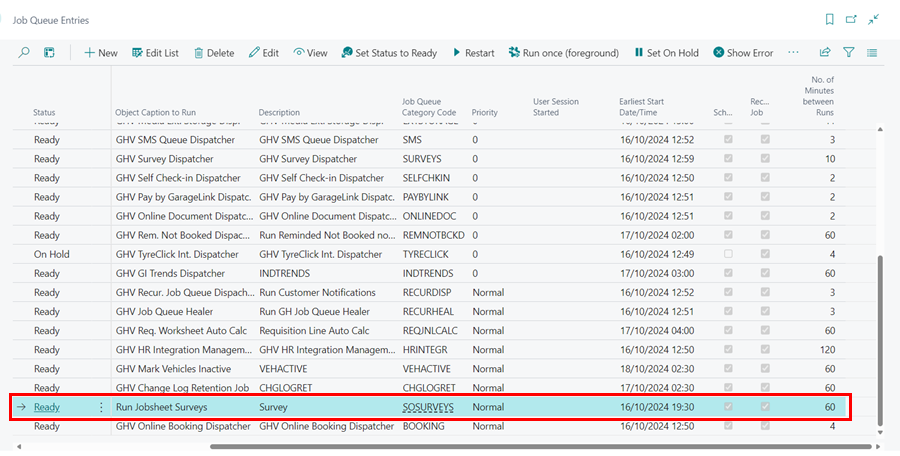 Job Queue Entries
New Edit List Delete Edit View Set Status to Ready Restart Run once (foreground) Set On Hold Show Error ...
Status Object Caption to Run Description Job Queue Category Code Priority User Session Started Earliest Start Date/Time Sch... Rec... Job No. of Minutes between Runs
Ready GHV SMS Queue Dispatcher GHV SMS Queue Dispatcher SMS 0 16/10/2024 12:52 3
Ready GHV Survey Dispatcher GHV Survey Dispatcher SURVEYS 0 16/10/2024 12:59 10
Ready GHV Self Check-in Dispatcher GHV Self Check-in Dispatcher SELFCHKIN 0 16/10/2024 12:50 2
Ready GHV Pay by GarageLink Dispatc. GHV Pay by GarageLink Dispat... PAYBYLINK 0 16/10/2024 12:51 2
Ready GHV Online Document Dispatc... GHV Online Document Dispatc... ONLINEDOC 0 16/10/2024 12:51 2
Ready GHV Rem. Not Booked Dispac... Run Reminded Not Booked no... REMNOTBCKD 0 17/10/2024 02:00 60
On Hold GHV TyreClick Int. Dispatcher GHV TyreClick Int. Dispatcher TYRECLICK 0 16/10/2024 12:49 4
Ready GHV GI Trends Dispatcher INDTRENDS INDTRENDS 0 17/10/2024 03:00 60
Ready GHV Recur. Job Queue Dispach... Run Customer Notifications RECURDISP Normal 16/10/2024 12:52 3
Ready GHV Job Queue Healer Run GH Job Queue Healer RECURHEAL Normal 16/10/2024 12:51 3
Ready GHV Req. Worksheet Auto Calc Requisition Line Auto Calc REQJNLCALC Normal 17/10/2024 04:00 60
Ready GHV HR Integration Managem... GHV HR Integration Managem... HRINTEGR Normal 16/10/2024 12:50 120
Ready GHV Mark Vehicles Inactive VEHACTIVE VEHACTIVE Normal 18/10/2024 02:30 60
Ready GHV Change Log Retention Job CHGLOGRET CHGLOGRET Normal 17/10/2024 02:30 60
Ready Run Jobsheet Surveys Survey SOSURVEYS Normal 16/10/2024 19:30 60
Ready GHV Online Booking Dispatcher GHV Online Booking Dispatcher BOOKING Normal 16/10/2024 12:50 4